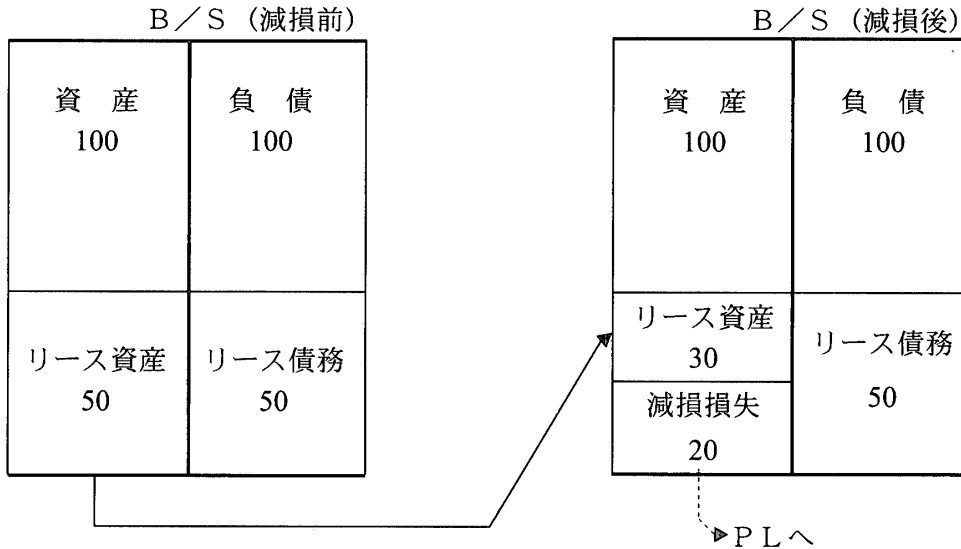 Ｂ／Ｓ（減損前）
資　産
100
負　債
100
リース資産
50
リース債務
50
Ｂ／Ｓ（減損後）
資　産
100
負　債
100
リース資産
30
減損損失
20
リース債務
50
ＰＬへ